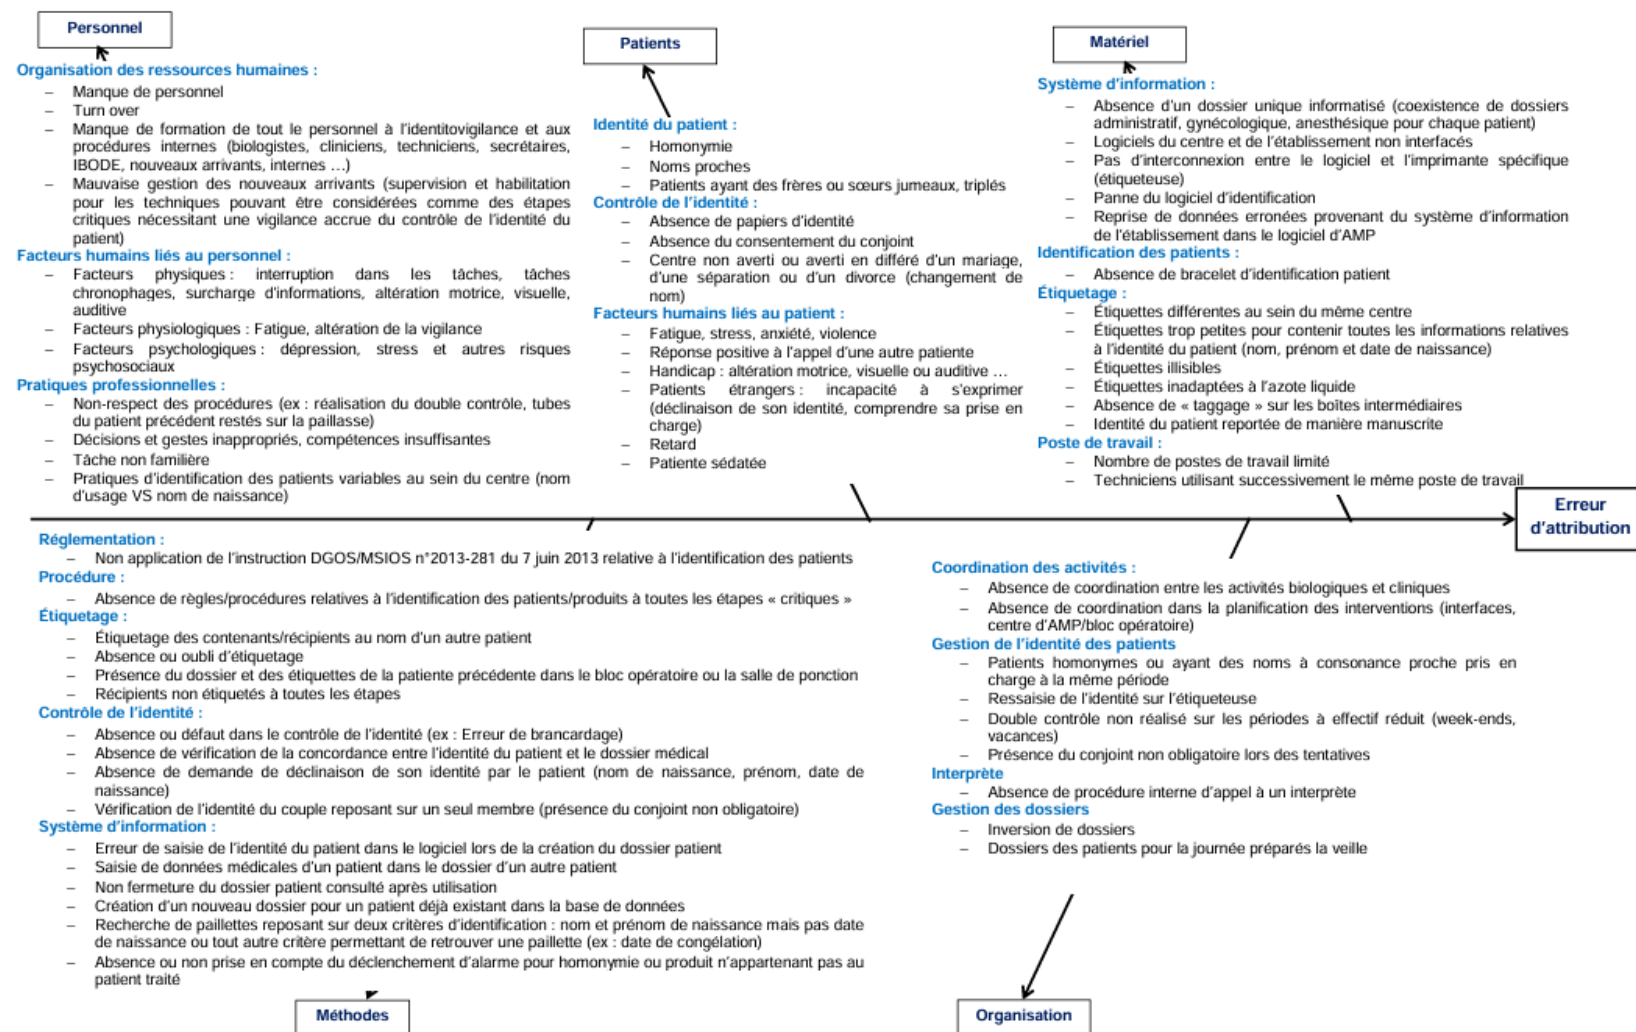 Personnel
Organisation des ressources humaines :
– Manque de personnel
– Turn over
– Manque de formation de tout le personnel à l'identitovigilance et aux
procédures internes (biologistes, cliniciens, techniciens, secrétaires,
IBODE, nouveaux arrivants, internes …)
– Mauvaise gestion des nouveaux arrivants (supervision et habilitation
pour les techniques pouvant être considérées comme des étapes
critiques nécessitant une vigilance accrue du contrôle de l'identité du
patient)
Facteurs humains liés au personnel :
– Facteurs physiques : interruption dans les tâches, tâches
chronophages, surcharge d'informations, altération motrice, visuelle,
auditive
– Facteurs physiologiques : Fatigue, altération de la vigilance
– Facteurs psychologiques : dépression, stress et autres risques
psychosociaux
Pratiques professionnelles :
– Non-respect des procédures (ex : réalisation du double contrôle, tubes
du patient précédent restés sur la paillasse)
– Décisions et gestes inappropriés, compétences insuffisantes
– Tâche non familière
– Pratiques d'identification des patients variables au sein du centre (nom
d'usage VS nom de naissance)
Patients
Identité du patient :
– Homonymie
– Noms proches
– Patients ayant des frères ou sœurs jumeaux, triplés
Contrôle de l'identité :
– Absence de papiers d'identité
– Absence du consentement du conjoint
– Centre non averti ou averti en différé d'un mariage,
d'une séparation ou d'un divorce (changement de
nom)
Facteurs humains liés au patient :
– Fatigue, stress, anxiété, violence
– Réponse positive à l'appel d'une autre patiente
– Handicap : altération motrice, visuelle ou auditive …
– Patients étrangers : incapacité à s'exprimer
(déclinaison de son identité, comprendre sa prise en
charge)
– Retard
– Patiente sédatée
Matériel
Système d'information :
– Absence d'un dossier unique informatisé (coexistence de dossiers
administratif, gynécologique, anesthésique pour chaque patient)
– Logiciels du centre et de l'établissement non interfacés
– Pas d'interconnexion entre le logiciel et l'imprimante spécifique
(étiqueteuse)
– Panne du logiciel d'identification
– Reprise de données erronées provenant du système d'information
de l'établissement dans le logiciel d'AMP
Identification des patients :
– Absence de bracelet d'identification patient
Étiquetage :
– Étiquettes différentes au sein du même centre
– Étiquettes trop petites pour contenir toutes les informations relatives
à l'identité du patient (nom, prénom et date de naissance)
– Étiquettes illisibles
– Étiquettes inadaptées à l'azote liquide
– Absence de « taggage » sur les boîtes intermédiaires
– Identité du patient reportée de manière manuscrite
Poste de travail :
– Nombre de postes de travail limité
– Techniciens utilisant successivement le même poste de travail
Erreur
d'attribution
Réglementation :
– Non application de l'instruction DGOS/MSIOS n°2013-281 du 7 juin 2013 relative à l'identification des patients
Procédure :
– Absence de règles/procédures relatives à l'identification des patients/produits à toutes les étapes « critiques »
Étiquetage :
– Étiquetage des contenants/récipients au nom d'un autre patient
– Absence ou oubli d'étiquetage
– Présence du dossier et des étiquettes de la patiente précédente dans le bloc opératoire ou la salle de ponction
– Récipients non étiquetés à toutes les étapes
Contrôle de l'identité :
– Absence ou défaut dans le contrôle de l'identité (ex : Erreur de brancardage)
– Absence de vérification de la concordance entre l'identité du patient et le dossier médical
– Absence de demande de déclinaison de son identité par le patient (nom de naissance, prénom, date de
naissance)
– Vérification de l'identité du couple reposant sur un seul membre (présence du conjoint non obligatoire)
Système d'information :
– Erreur de saisie de l'identité du patient dans le logiciel lors de la création du dossier patient
– Saisie de données médicales d'un patient dans le dossier d'un autre patient
– Non fermeture du dossier patient consulté après utilisation
– Création d'un nouveau dossier pour un patient déjà existant dans la base de données
– Recherche de paillettes reposant sur deux critères d'identification : nom et prénom de naissance mais pas date
de naissance ou tout autre critère permettant de retrouver une paillette (ex : date de congélation)
– Absence ou non prise en compte du déclenchement d'alarme pour homonymie ou produit n'appartenant pas au
patient traité
Méthodes
Coordination des activités :
– Absence de coordination entre les activités biologiques et cliniques
– Absence de coordination dans la planification des interventions (interfaces,
centre d'AMP/bloc opératoire)
Gestion de l'identité des patients
– Patients homonymes ou ayant des noms à consonance proche pris en
charge à la même période
– Ressaisie de l'identité sur l'étiqueteuse
– Double contrôle non réalisé sur les périodes à effectif réduit (week-ends,
vacances)
– Présence du conjoint non obligatoire lors des tentatives
Interprète
– Absence de procédure interne d'appel à un interprète
Gestion des dossiers
– Inversion de dossiers
– Dossiers des patients pour la journée préparés la veille
Organisation